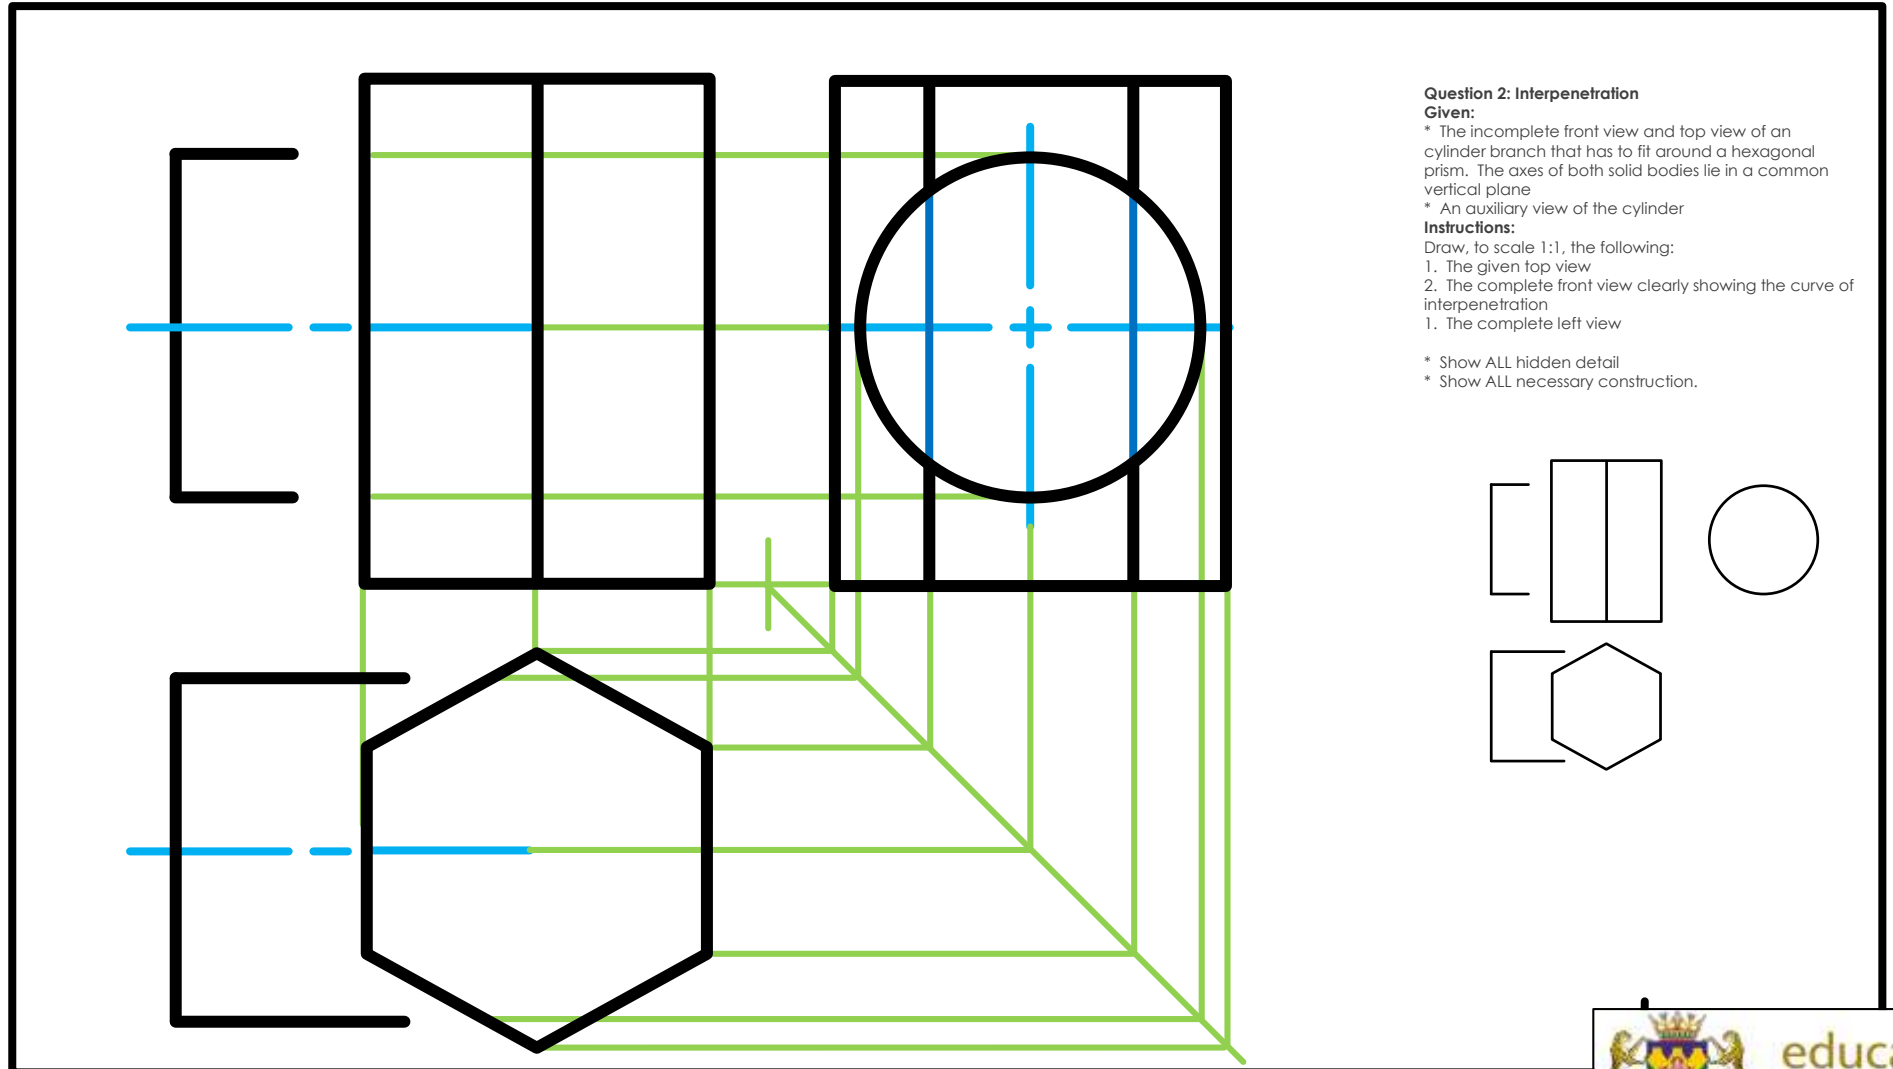 Question 2: Interpenetration
Given:
* The incomplete front view and top view of an
cylinder branch that has to fit around a hexagonal
prism. The axes of both solid bodies lie in a common
vertical plane
* An auxiliary view of the cylinder
Instructions:
Draw, to scale 1:1, the following:
1. The given top view
2. The complete front view clearly showing the curve of
interpenetration
1. The complete left view
* Show ALL hidden detail
* Show ALL necessary construction.
educa